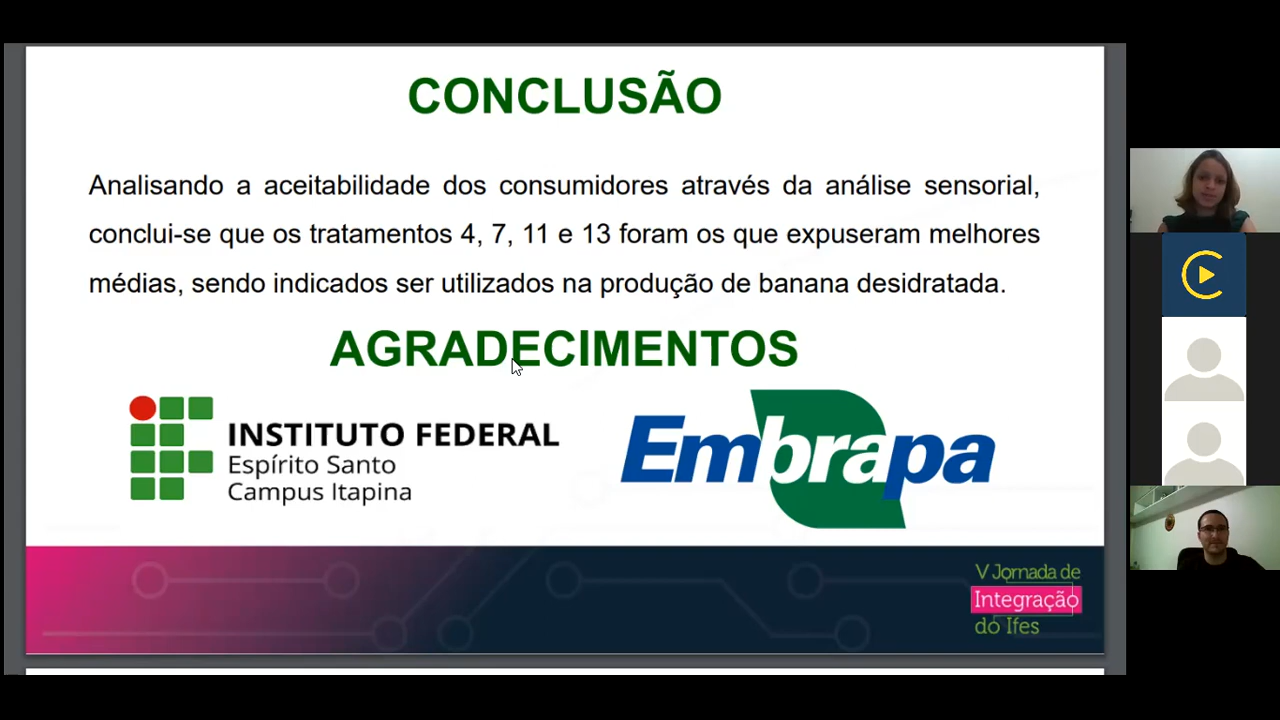 CONCLUSÃO
Analisando a aceitabilidade dos consumidores através da análise sensorial,
conclui-se que os tratamentos 4, 7, 11 e 13 foram os que expuseram melhores
médias, sendo indicados ser utilizados na produção de banana desidratada.
AGRADECIMENTOS
INSTITUTO FEDERAL
Espírito Santo
Campus Itapina
Embrapa
V Jornada de
Integração
do Ifes